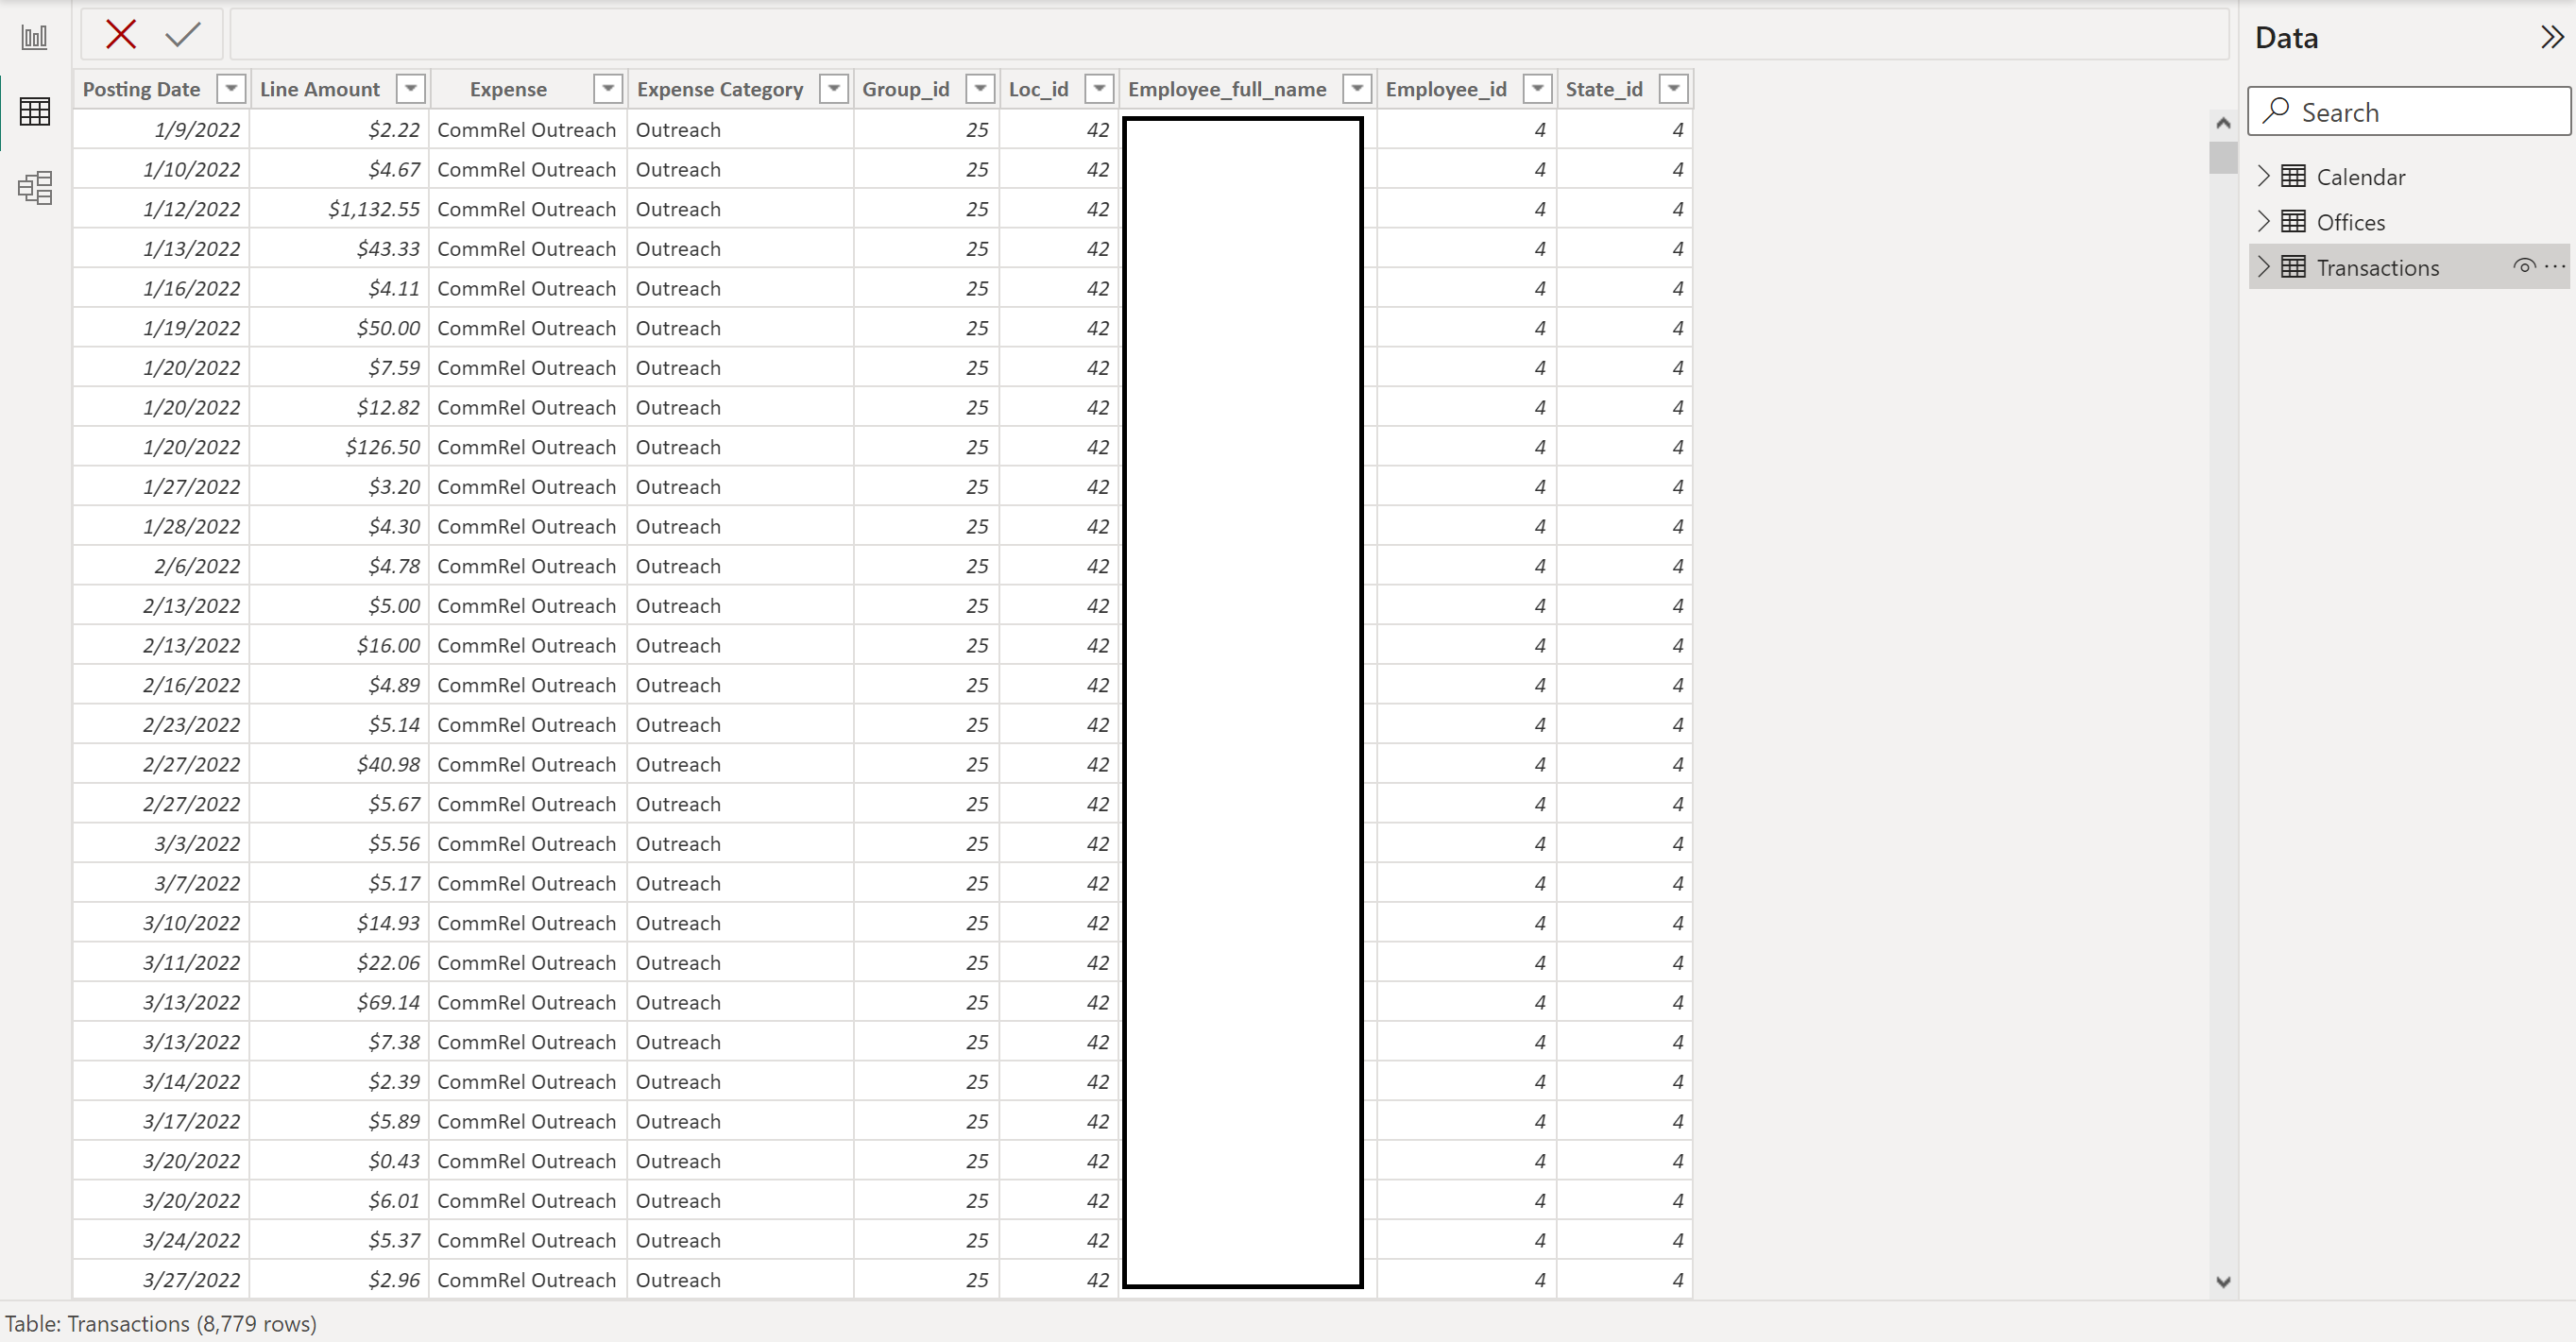 Data
Posting Date Line Amount Expense Expense Category Group_id Loc_id Employee_full_name Employee_id State_id
1/9/2022 $2.22 CommRel Outreach Outreach 25 42 4 4
1/10/2022 $4.67 CommRel Outreach Outreach 25 42 4 4
1/12/2022 $1,132.55 CommRel Outreach Outreach 25 42 4 4
1/13/2022 $43.33 CommRel Outreach Outreach 25 42 4 4
1/16/2022 $4.11 CommRel Outreach Outreach 25 42 4 4
1/19/2022 $50.00 CommRel Outreach Outreach 25 42 4 4
1/20/2022 $7.59 CommRel Outreach Outreach 25 42 4 4
1/20/2022 $12.82 CommRel Outreach Outreach 25 42 4 4
1/20/2022 $126.50 CommRel Outreach Outreach 25 42 4 4
1/27/2022 $3.20 CommRel Outreach Outreach 25 42 4 4
1/28/2022 $4.30 CommRel Outreach Outreach 25 42 4 4
2/6/2022 $4.78 CommRel Outreach Outreach 25 42 4 4
2/13/2022 $5.00 CommRel Outreach Outreach 25 42 4 4
2/13/2022 $16.00 CommRel Outreach Outreach 25 42 4 4
2/16/2022 $4.89 CommRel Outreach Outreach 25 42 4 4
2/23/2022 $5.14 CommRel Outreach Outreach 25 42 4 4
2/27/2022 $40.98 CommRel Outreach Outreach 25 42 4 4
2/27/2022 $5.67 CommRel Outreach Outreach 25 42 4 4
3/3/2022 $5.56 CommRel Outreach Outreach 25 42 4 4
3/7/2022 $5.17 CommRel Outreach Outreach 25 42 4 4
3/10/2022 $14.93 CommRel Outreach Outreach 25 42 4 4
3/11/2022 $22.06 CommRel Outreach Outreach 25 42 4 4
3/13/2022 $69.14 CommRel Outreach Outreach 25 42 4 4
3/13/2022 $7.38 CommRel Outreach Outreach 25 42 4 4
3/14/2022 $2.39 CommRel Outreach Outreach 25 42 4 4
3/17/2022 $5.89 CommRel Outreach Outreach 25 42 4 4
3/20/2022 $0.43 CommRel Outreach Outreach 25 42 4 4
3/20/2022 $6.01 CommRel Outreach Outreach 25 42 4 4
3/24/2022 $5.37 CommRel Outreach Outreach 25 42 4 4
3/27/2022 $2.96 CommRel Outreach Outreach 25 42 4 4
Search
Calendar
Offices
Transactions
Table: Transactions (8,779 rows)